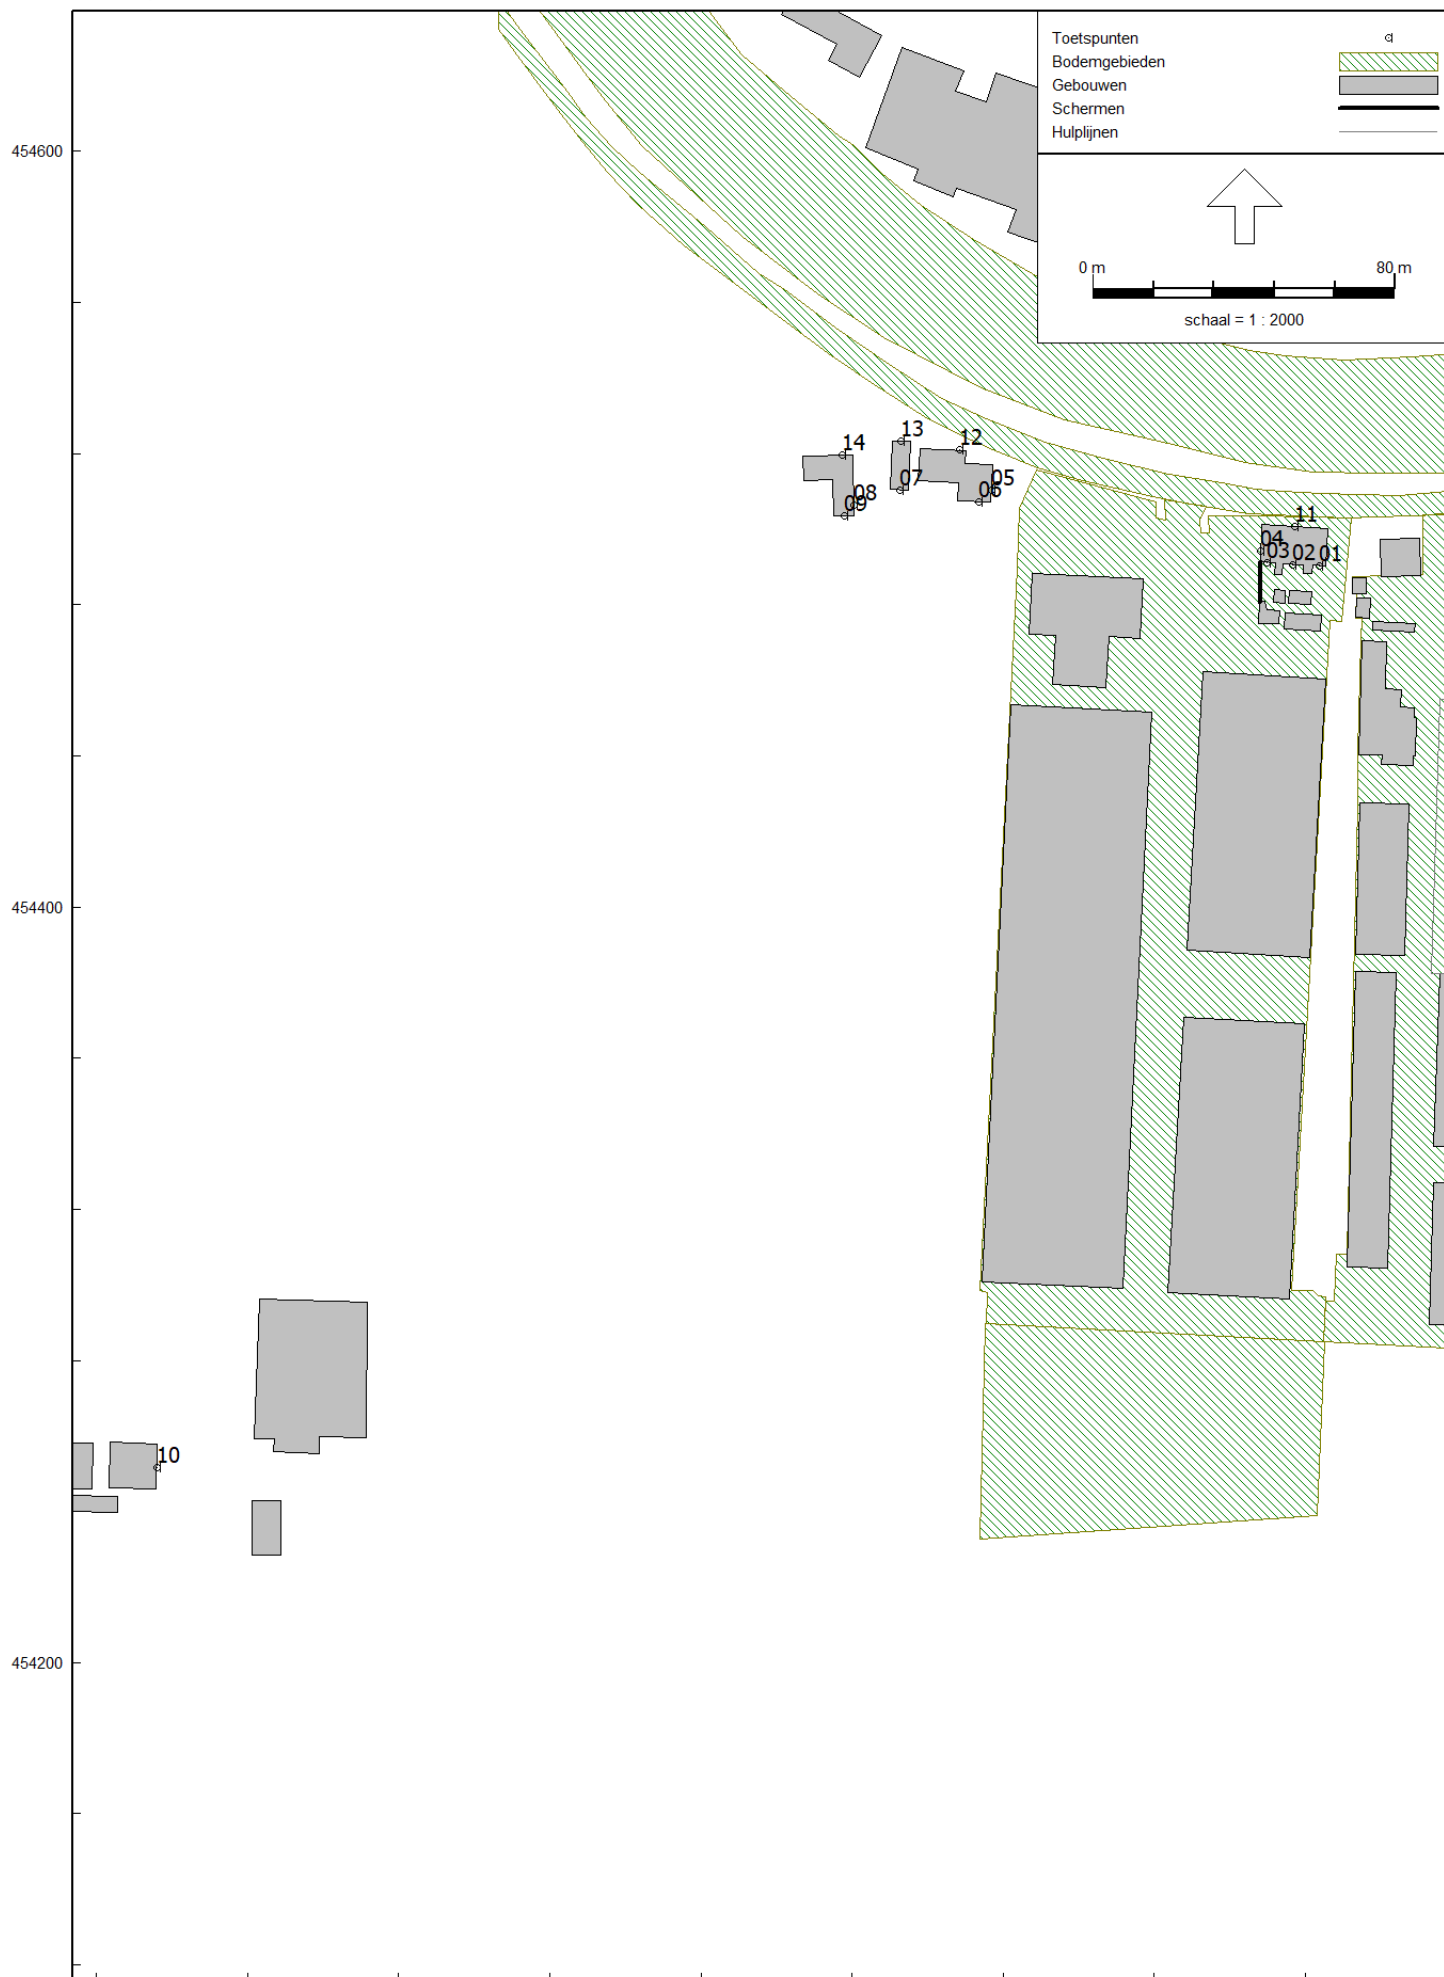 Toetspunten
Bodemgebieden
Gebouwen
Schermen
Hulplijnen
454600
0 m 80 m
schaal = 1 : 2000
13
14
12
07
05
08
06
09
11
04
03 02 01
454400
10
454200